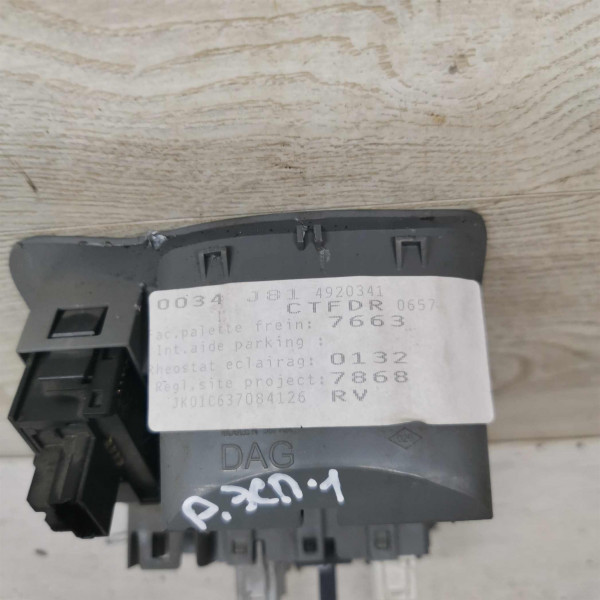 0034 J81 4920341
CTFDR 0657
ac.palette frein: 7663
Int.aide parking :
Rheostat eclairag: 0132
Regl.site project: 7868
JK01C637084126 RV
DAG
Р.ЭСП-1